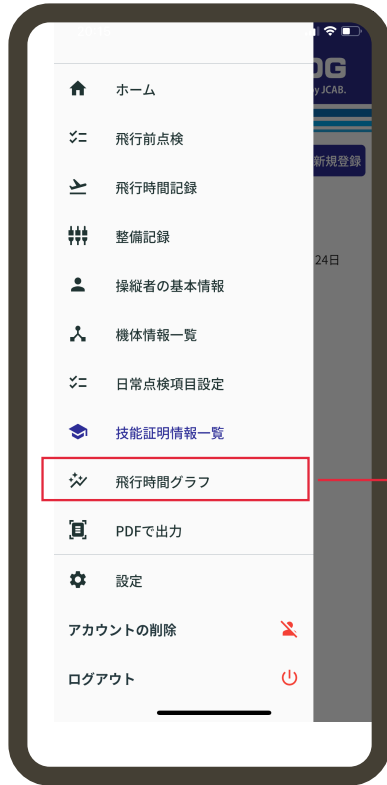 OG
by JCAB.
新規登録
24日
ホーム
飛行前点検
飛行時間記録
整備記録
操縦者の基本情報
機体情報一覧
日常点検項目設定
技能証明情報一覧
飛行時間グラフ
PDFで出力
設定
アカウントの削除
ログアウト